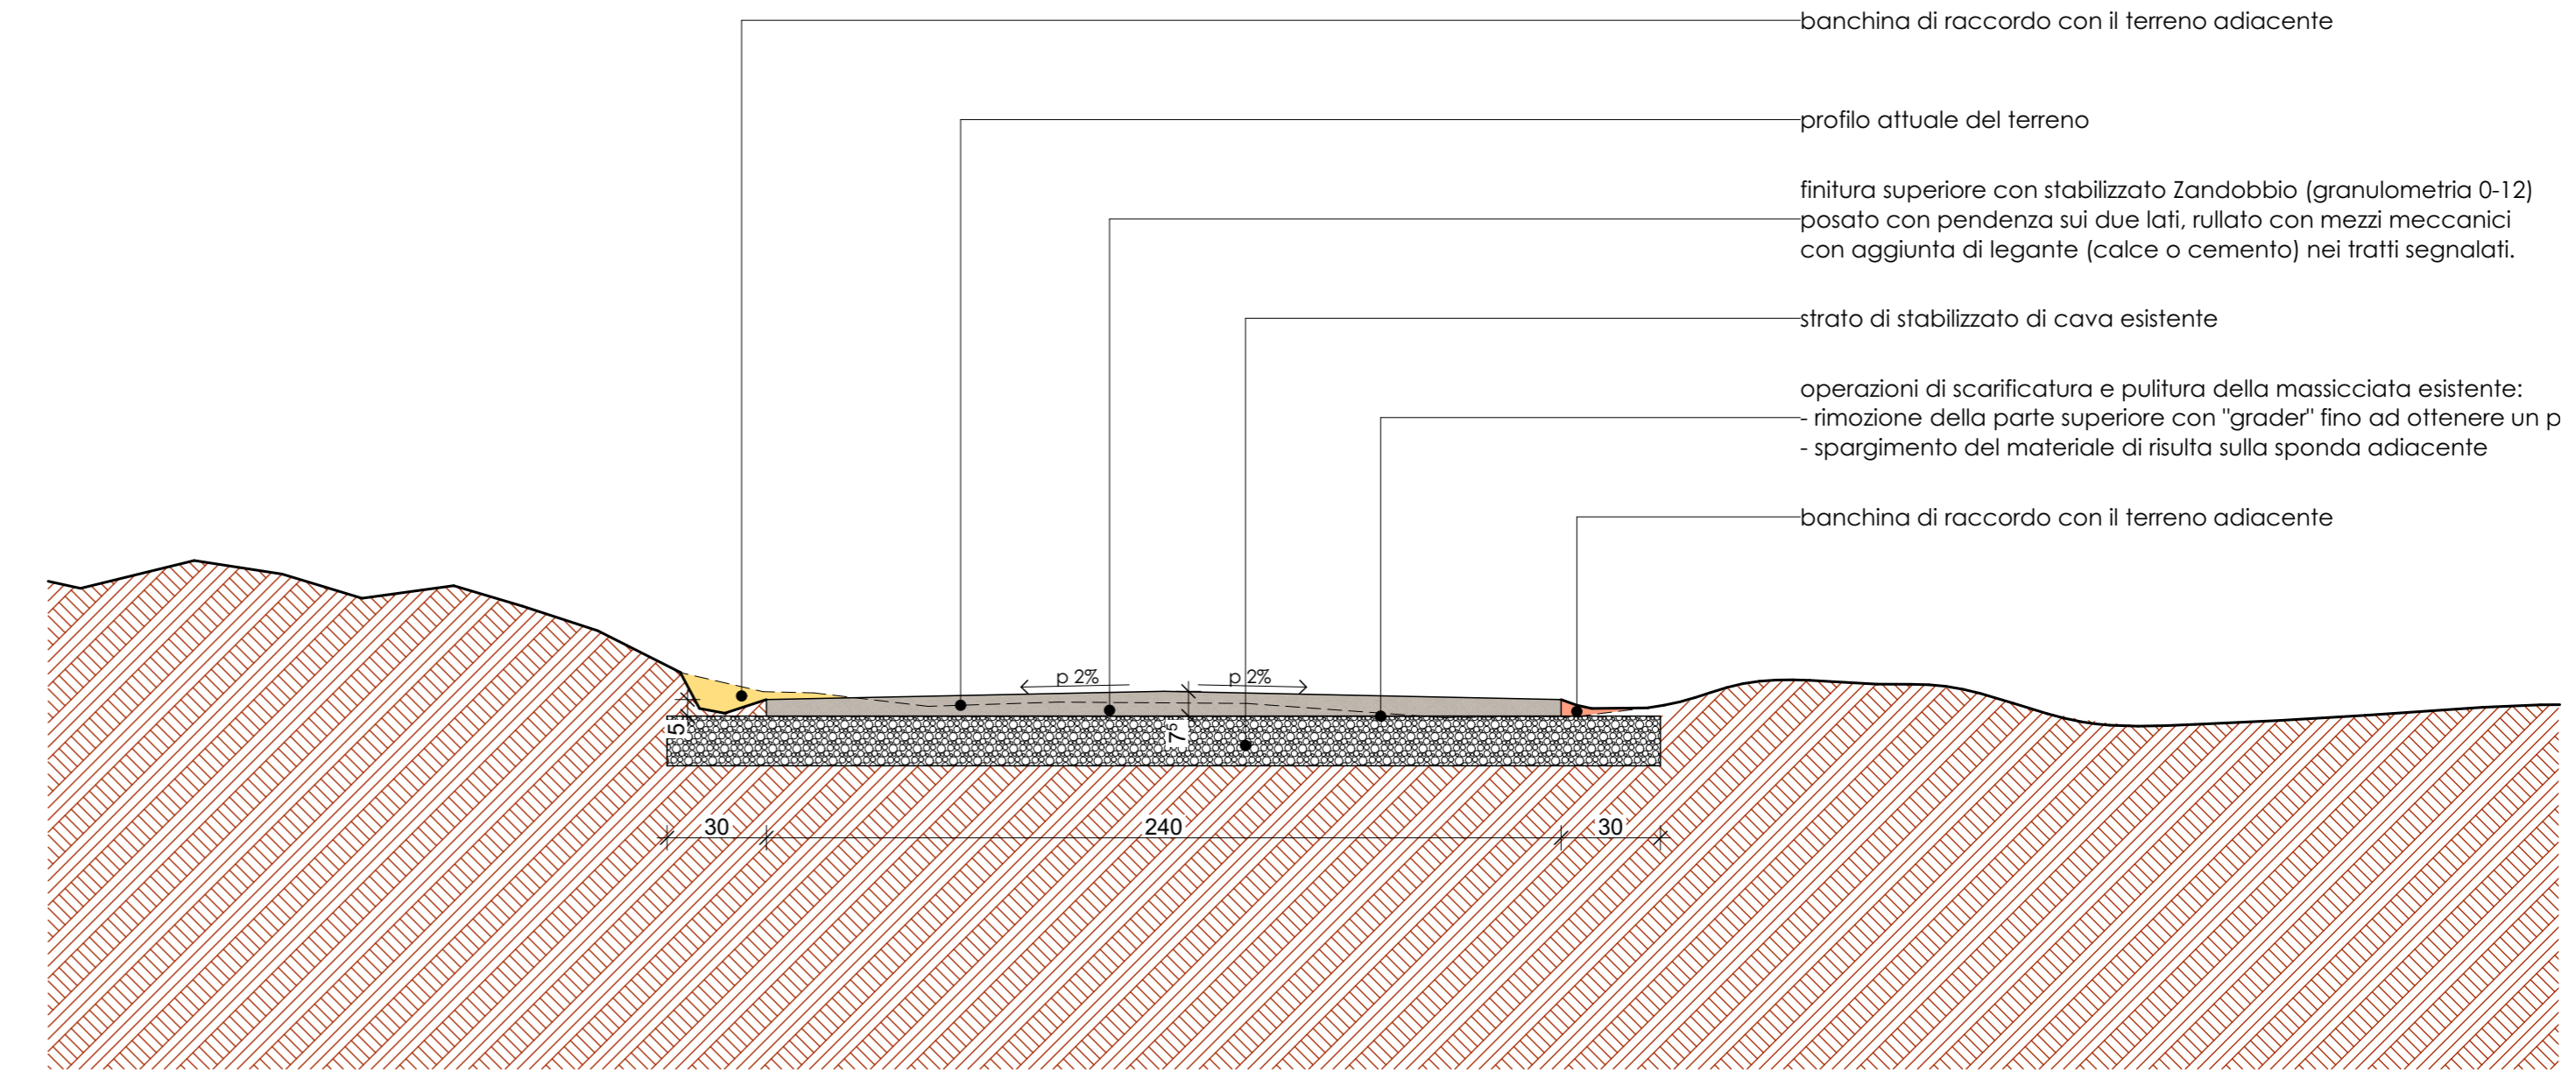 banchina di raccordo con il terreno adiacente
profilo attuale del terreno
finitura superiore con stabilizzato Zandobbio (granulometria 0-12)
posato con pendenza sui due lati, rullato con mezzi meccanici
con aggiunta di legante (calce o cemento) nei tratti segnalati.
strato di stabilizzato di cava esistente
operazioni di scarificatura e pulitura della massicciata esistente:
- rimozione della parte superiore con "grader" fino ad ottenere un p
- spargimento del materiale di risulta sulla sponda adiacente
banchina di raccordo con il terreno adiacente
p 2% p 2%
5 7⁵
30 240 30